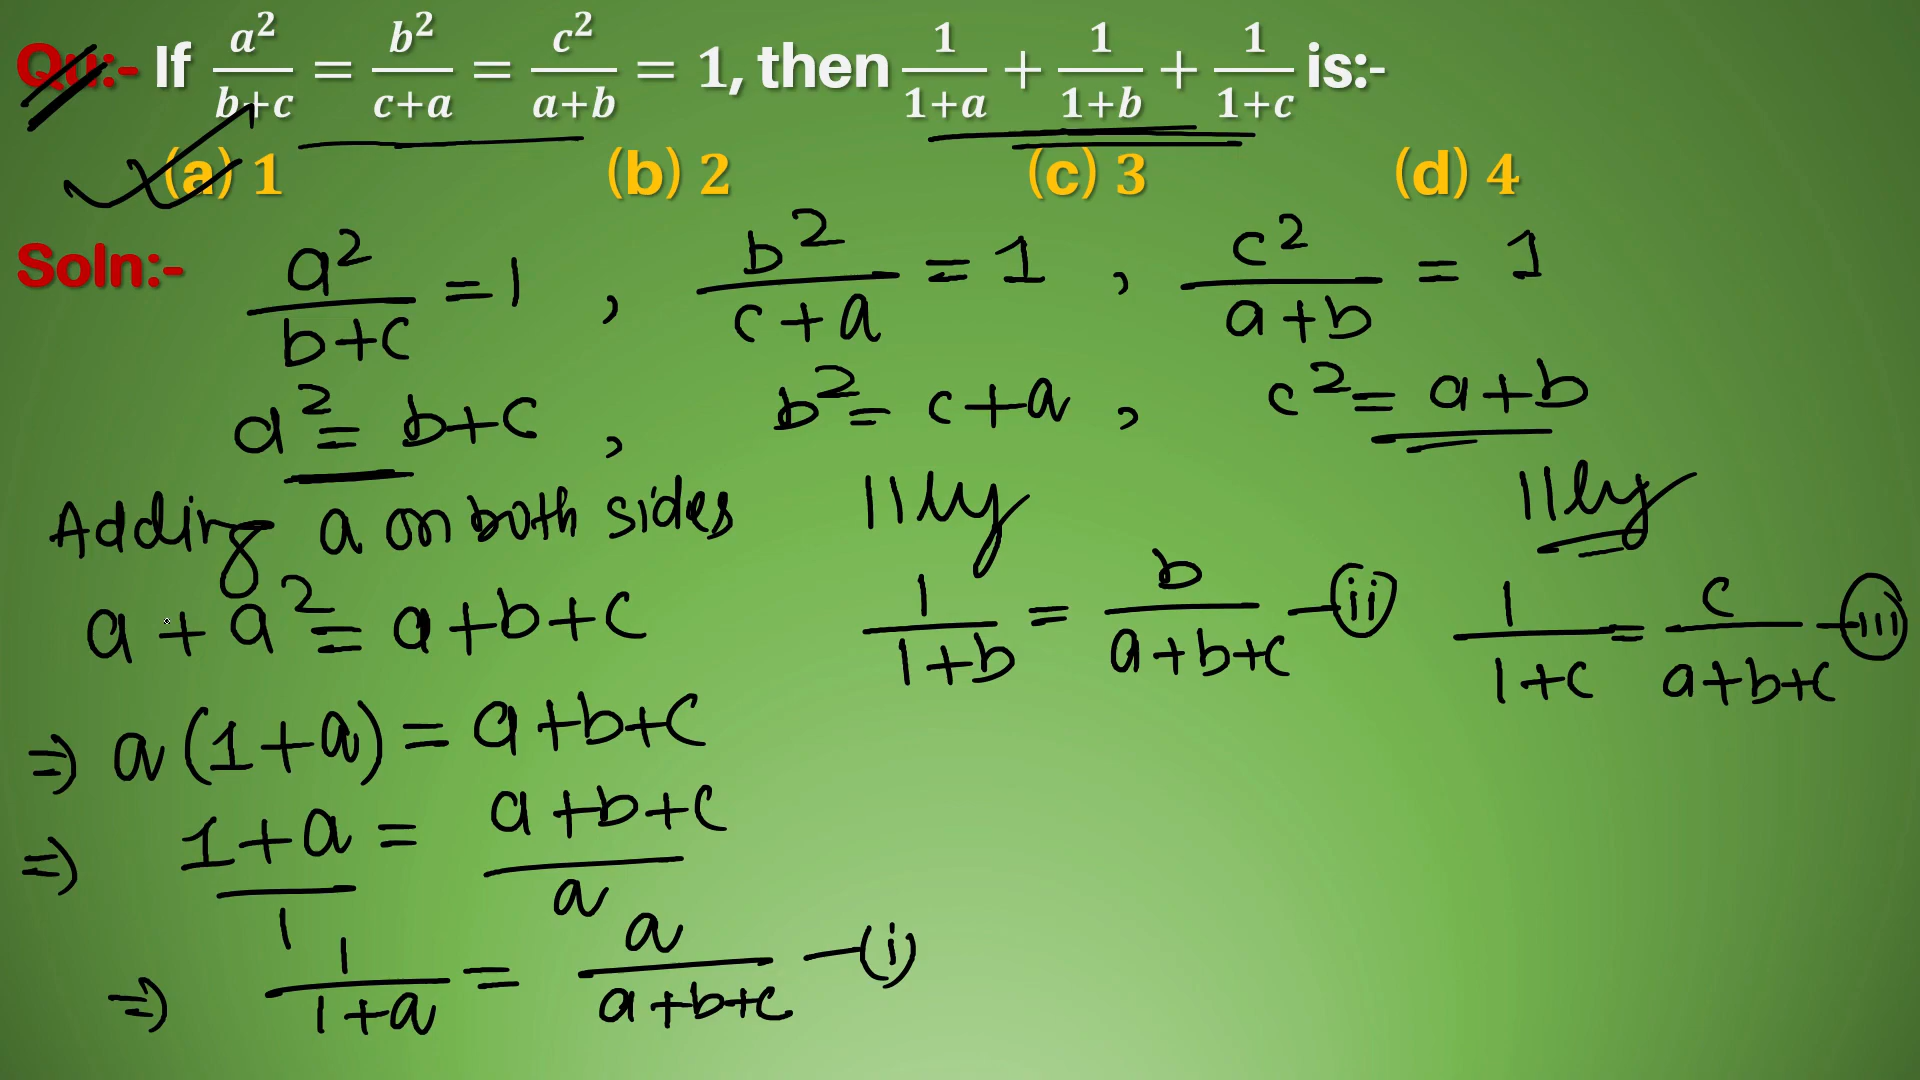 Qu:- If a²/(b+c) = b²/(c+a) = c²/(a+b) = 1, then 1/(1+a) + 1/(1+b) + 1/(1+c) is:-
(a) 1 (b) 2 (c) 3 (d) 4
Soln:- a²/(b+c) = 1 , b²/(c+a) = 1 , c²/(a+b) = 1
a² = b+c , b² = c+a , c² = a+b
Adding a on both sides
a + a² = a+b+c
⇒ a(1+a) = a+b+c
⇒ (1+a)/1 = (a+b+c)/a
⇒ 1/(1+a) = a/(a+b+c) — (i)
||lly
1/(1+b) = b/(a+b+c) — (ii)
||ly
1/(1+c) = c/(a+b+c) — (iii)